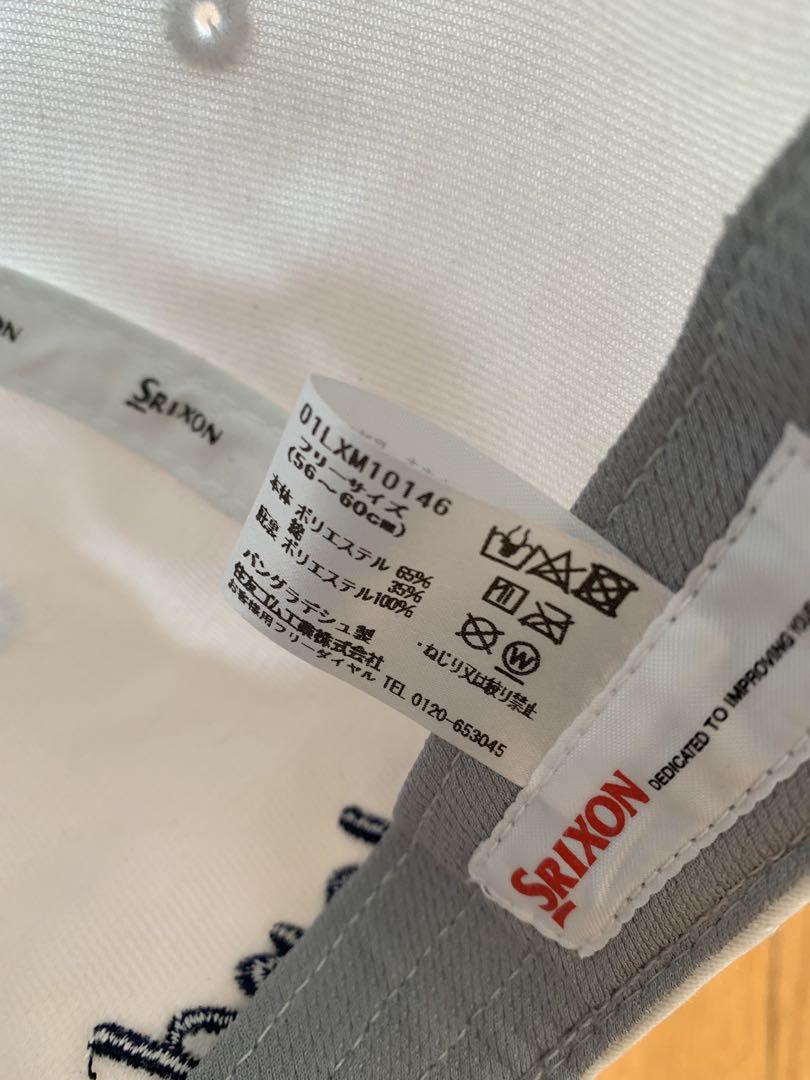 SRIXON
01LXM10146
フリーサイズ
(56～60cm)
本体 ポリエステル 65%
綿 35%
肚裏 ポリエステル100%
バングラデシュ製
住友ゴム工業株式会社
お客様用フリーダイヤル TEL 0120-653045
・ねじり又は絞り禁止
W
SRIXON DEDICATED TO IMPROVING